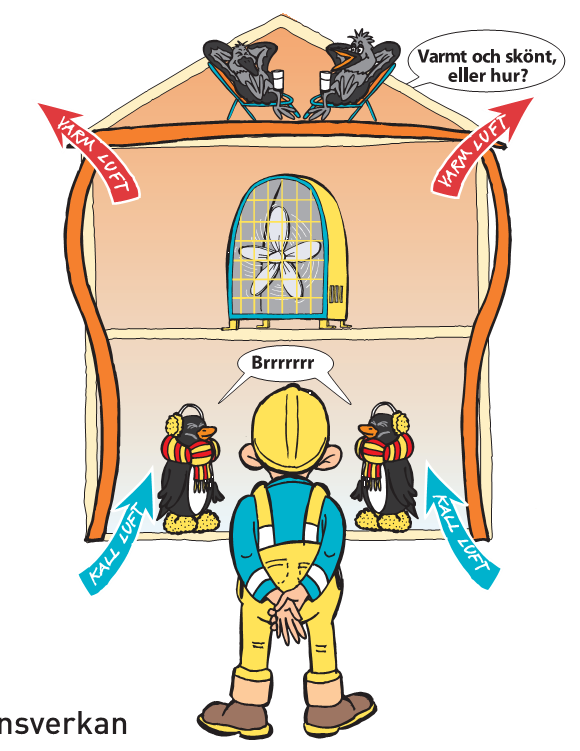 Varmt och skönt,
eller hur?
VARM LUFT
VARM LUFT
Brrrrrrr
KALL LUFT
KALL LUFT
nsverkan